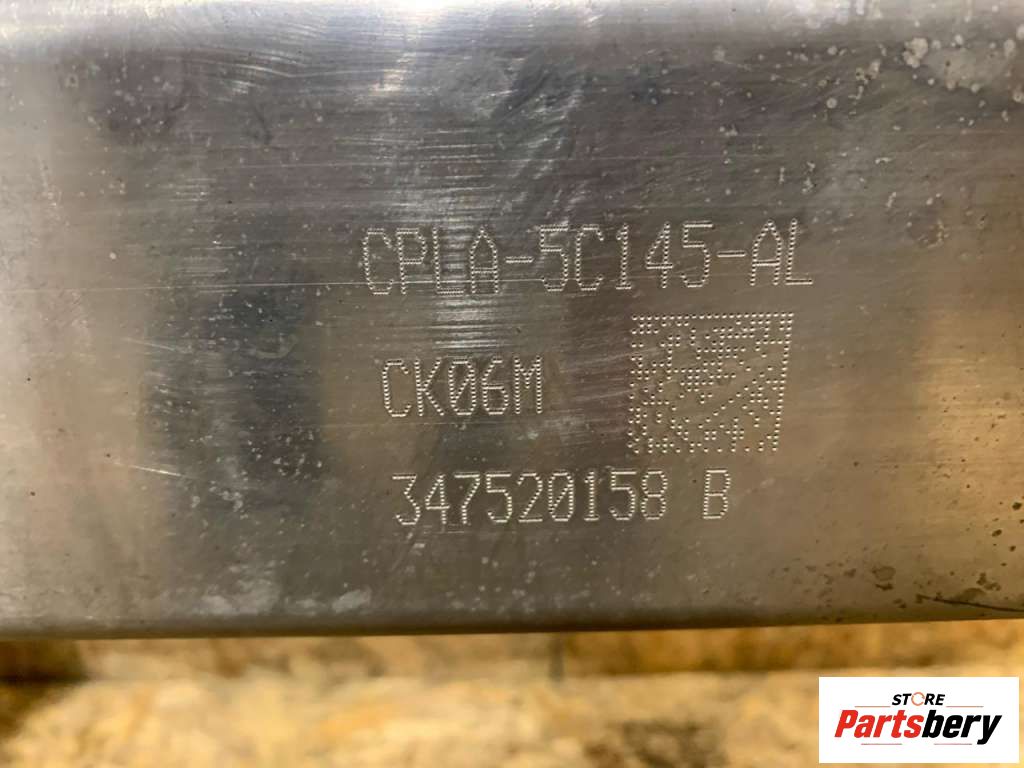 CPLA-5C145-AL
CK06M
347520158 B
STORE
Partsbery